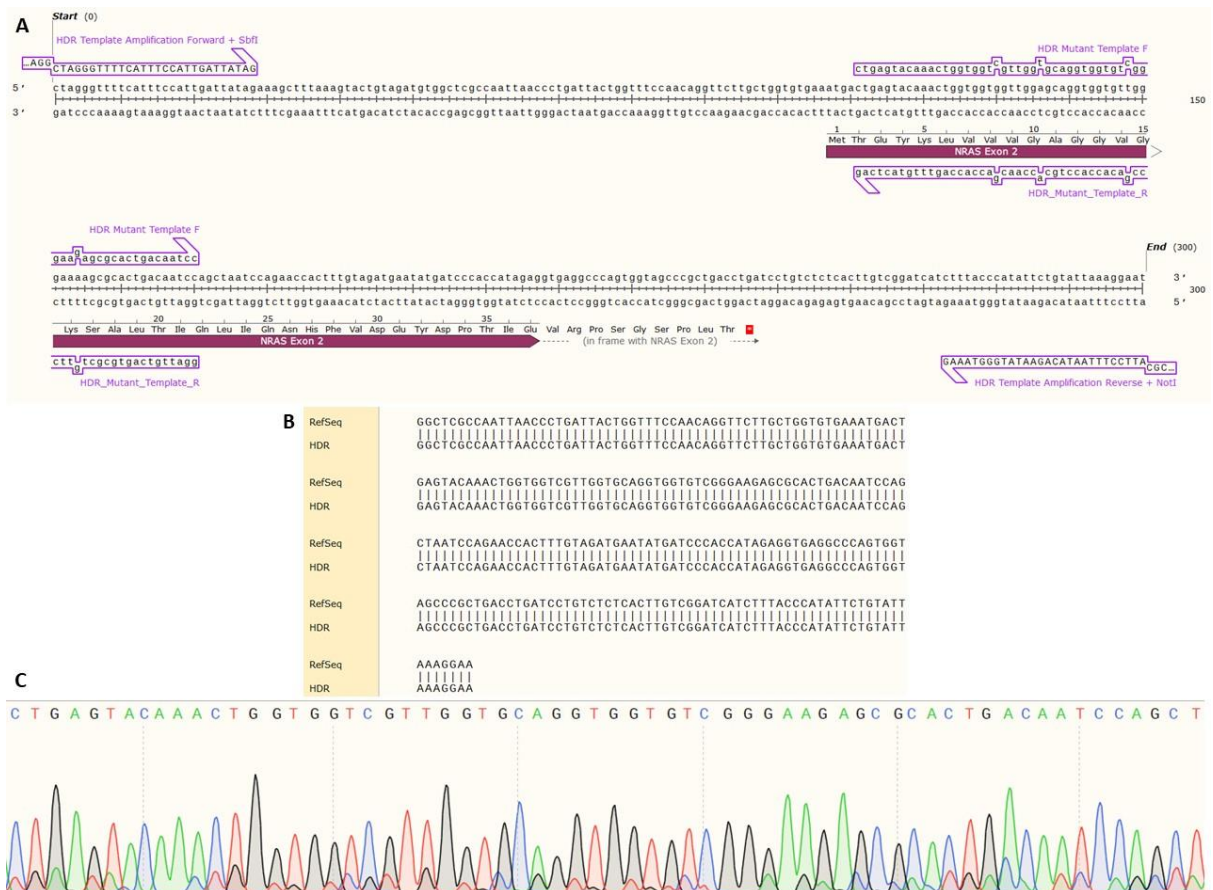 A
Start (0)
HDR Template Amplification Forward + SbfI
...AGG CTAGGGTTTTCATTTCCATTGATTATAG
HDR Mutant Template F
ctgagtacaaactggtggtcgttggtgcaggtggtgtcgg
5' ctagggttttcatttccattgattatagaaagctttaaagtactgtagatgtggctcgccaattaaccctgattactggtttccaacaggttcttgctggtgtgaaatgactgagtacaaactggtggtggttggagcaggtggtgttgg
3' gatcccaaaagtaaaggtaactaatatctttcgaaatttcatgacatctacaccgagcggttaattgggactaatgaccaaaggttgtccaagaacgaccacactttactgactcatgtttgaccaccaccaacctcgtccaccacaacc 150
1 5 10 15
Met Thr Glu Tyr Lys Leu Val Val Val Gly Ala Gly Gly Val Gly
NRAS Exon 2
gactcatgtttgaccaccagcaaccacgtccaccacagcc
HDR_Mutant_Template_R
HDR Mutant Template F
gaagagcgcactgacaatcc
End (300)
gaaaaagcgcactgacaatccagctaatccagaaccactttgtagatgaatatgatcccaccatagaggtgaggcccagtggtagcccgctgacctgatcctgtctctcacttgtcggatcatctttacccatattctgtattaaaggaat 3'
cttttcgcgtgactgttaggtcgattaggtcttggtgaaacatctacttatactagggtggtatctccactccgggtcaccatcgggcgactggactaggacagagagtgaacagcctagtagaaatgggtataagacataatttcctta 5' 300
20 25 30 35
Lys Ser Ala Leu Thr Ile Gln Leu Ile Gln Asn His Phe Val Asp Glu Tyr Asp Pro Thr Ile Glu Val Arg Pro Ser Gly Ser Pro Leu Thr *
NRAS Exon 2
(in frame with NRAS Exon 2)
cttgtcgcgtgactgttagg
HDR_Mutant_Template_R
GAAATGGGTATAAGACATAATTTCCTTA CGC...
HDR Template Amplification Reverse + NotI
B
RefSeq GGCTCGCCAATTAACCCTGATTACTGGTTTCCAACAGGTTCTTGCTGGTGTGAAATGACT
HDR GGCTCGCCAATTAACCCTGATTACTGGTTTCCAACAGGTTCTTGCTGGTGTGAAATGACT
RefSeq GAGTACAAACTGGTGGTCGTTGGTGCAGGTGGTGTCGGGAAGAGCGCACTGACAATCCAG
HDR GAGTACAAACTGGTGGTCGTTGGTGCAGGTGGTGTCGGGAAGAGCGCACTGACAATCCAG
RefSeq CTAATCCAGAACCACTTTGTAGATGAATATGATCCCACCATAGAGGTGAGGCCCAGTGGT
HDR CTAATCCAGAACCACTTTGTAGATGAATATGATCCCACCATAGAGGTGAGGCCCAGTGGT
RefSeq AGCCCGCTGACCTGATCCTGTCTCTCACTTGTCGGATCATCTTTACCCATATTCTGTATT
HDR AGCCCGCTGACCTGATCCTGTCTCTCACTTGTCGGATCATCTTTACCCATATTCTGTATT
RefSeq AAAGGAA
HDR AAAGGAA
C
C T G A G T A C A A A C T G G T G G T C G T T G G T G C A G G T G G T G T C G G G A A G A G C G C A C T G A C A A T C C A G C T